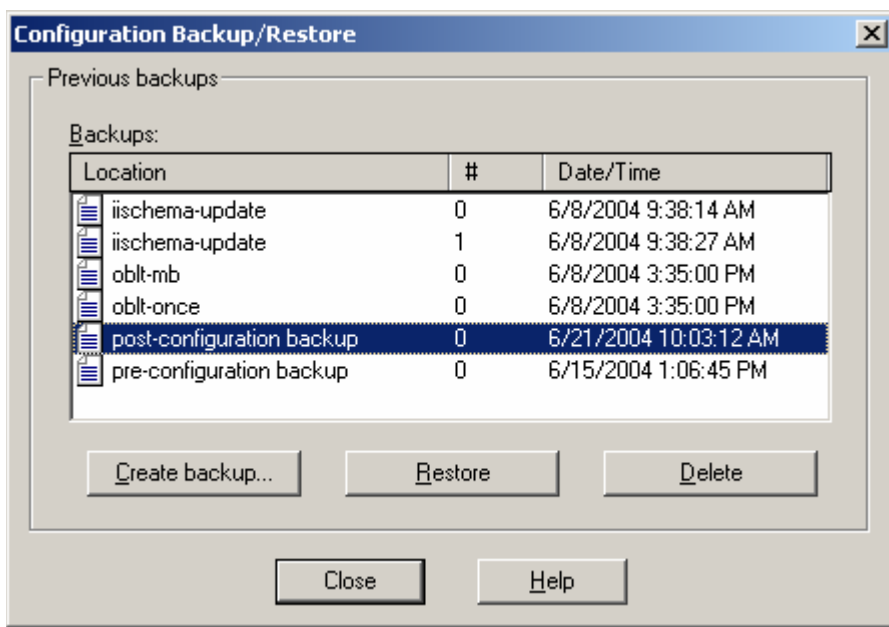 Configuration Backup/Restore
Previous backups
Backups:
Location # Date/Time
iischema-update 0 6/8/2004 9:38:14 AM
iischema-update 1 6/8/2004 9:38:27 AM
oblt-mb 0 6/8/2004 3:35:00 PM
oblt-once 0 6/8/2004 3:35:00 PM
post-configuration backup 0 6/21/2004 10:03:12 AM
pre-configuration backup 0 6/15/2004 1:06:45 PM
Create backup... Restore Delete
Close Help